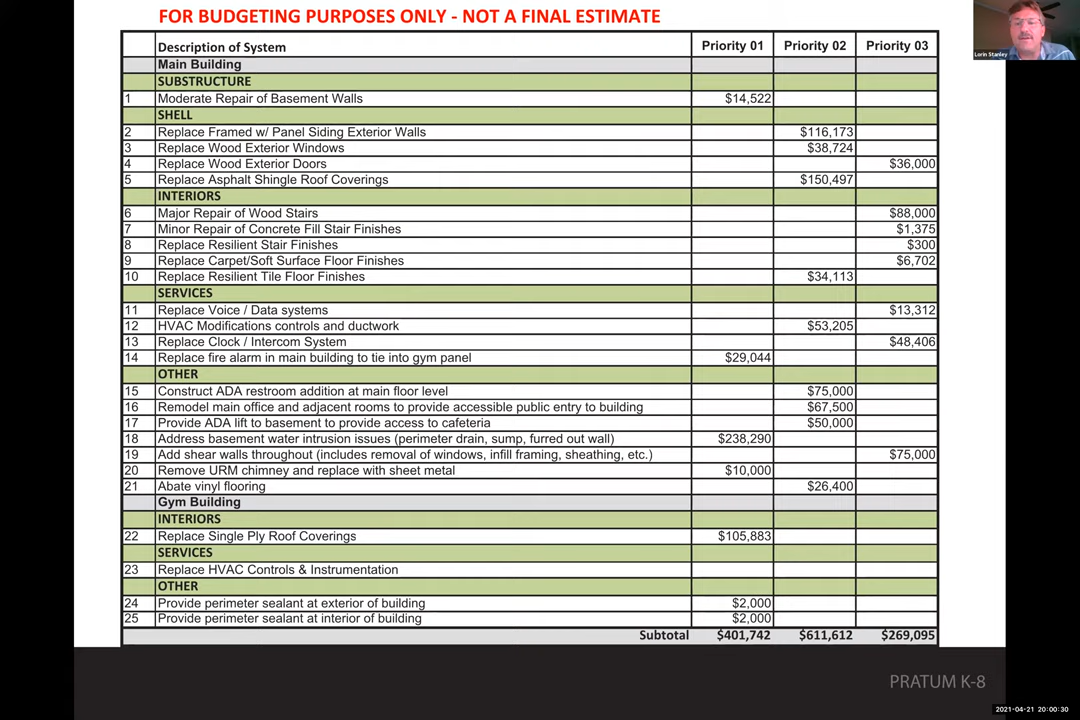 FOR BUDGETING PURPOSES ONLY - NOT A FINAL ESTIMATE
Description of System Priority 01 Priority 02 Priority 03
Main Building
SUBSTRUCTURE
1 Moderate Repair of Basement Walls $14,522
SHELL
2 Replace Framed w/ Panel Siding Exterior Walls $116,173
3 Replace Wood Exterior Windows $38,724
4 Replace Wood Exterior Doors $36,000
5 Replace Asphalt Shingle Roof Coverings $150,497
INTERIORS
6 Major Repair of Wood Stairs $88,000
7 Minor Repair of Concrete Fill Stair Finishes $1,375
8 Replace Resilient Stair Finishes $300
9 Replace Carpet/Soft Surface Floor Finishes $6,702
10 Replace Resilient Tile Floor Finishes $34,113
SERVICES
11 Replace Voice / Data systems $13,312
12 HVAC Modifications controls and ductwork $53,205
13 Replace Clock / Intercom System $48,406
14 Replace fire alarm in main building to tie into gym panel $29,044
OTHER
15 Construct ADA restroom addition at main floor level $75,000
16 Remodel main office and adjacent rooms to provide accessible public entry to building $67,500
17 Provide ADA lift to basement to provide access to cafeteria $50,000
18 Address basement water intrusion issues (perimeter drain, sump, furred out wall) $238,290
19 Add shear walls throughout (includes removal of windows, infill framing, sheathing, etc.) $75,000
20 Remove URM chimney and replace with sheet metal $10,000
21 Abate vinyl flooring $26,400
Gym Building
INTERIORS
22 Replace Single Ply Roof Coverings $105,883
SERVICES
23 Replace HVAC Controls & Instrumentation
OTHER
24 Provide perimeter sealant at exterior of building $2,000
25 Provide perimeter sealant at interior of building $2,000
Subtotal $401,742 $611,612 $269,095
PRATUM K-8
Lorin Stanley
2021-04-21 20:00:30